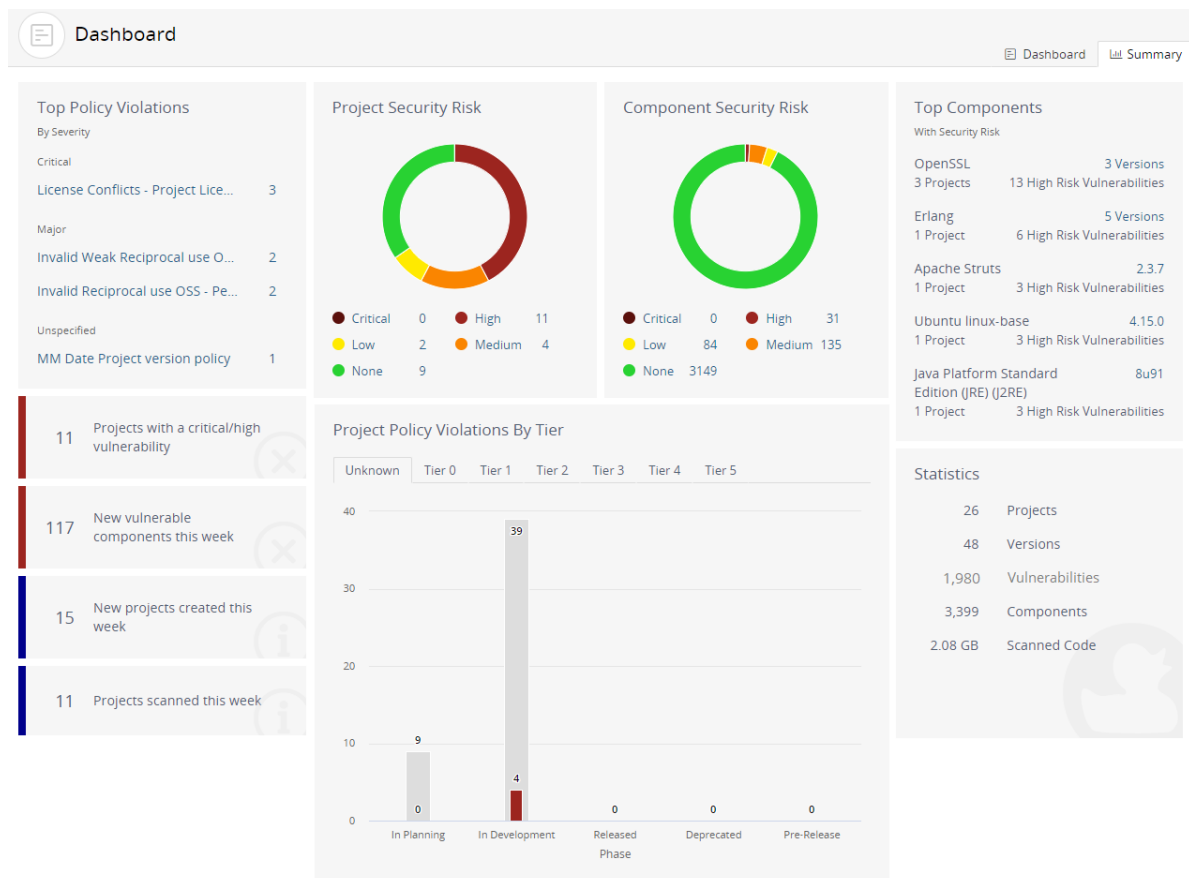 Dashboard
Dashboard
Summary
Top Policy Violations
By Severity
Critical
License Conflicts - Project Lice... 3
Major
Invalid Weak Reciprocal use O... 2
Invalid Reciprocal use OSS - Pe... 2
Unspecified
MM Date Project version policy 1
11 Projects with a critical/high
vulnerability
117 New vulnerable
components this week
15 New projects created this
week
11 Projects scanned this week
Project Security Risk
Critical 0 High 11
Low 2 Medium 4
None 9
Component Security Risk
Critical 0 High 31
Low 84 Medium 135
None 3149
Project Policy Violations By Tier
Unknown Tier 0 Tier 1 Tier 2 Tier 3 Tier 4 Tier 5
40
30
20
10
0
9
0
39
4
0
0
0
In Planning In Development Released Deprecated Pre-Release
Phase
Top Components
With Security Risk
OpenSSL 3 Versions
3 Projects 13 High Risk Vulnerabilities
Erlang 5 Versions
1 Project 6 High Risk Vulnerabilities
Apache Struts 2.3.7
1 Project 3 High Risk Vulnerabilities
Ubuntu linux-base 4.15.0
1 Project 3 High Risk Vulnerabilities
Java Platform Standard 8u91
Edition (JRE) (J2RE)
1 Project 3 High Risk Vulnerabilities
Statistics
26 Projects
48 Versions
1,980 Vulnerabilities
3,399 Components
2.08 GB Scanned Code